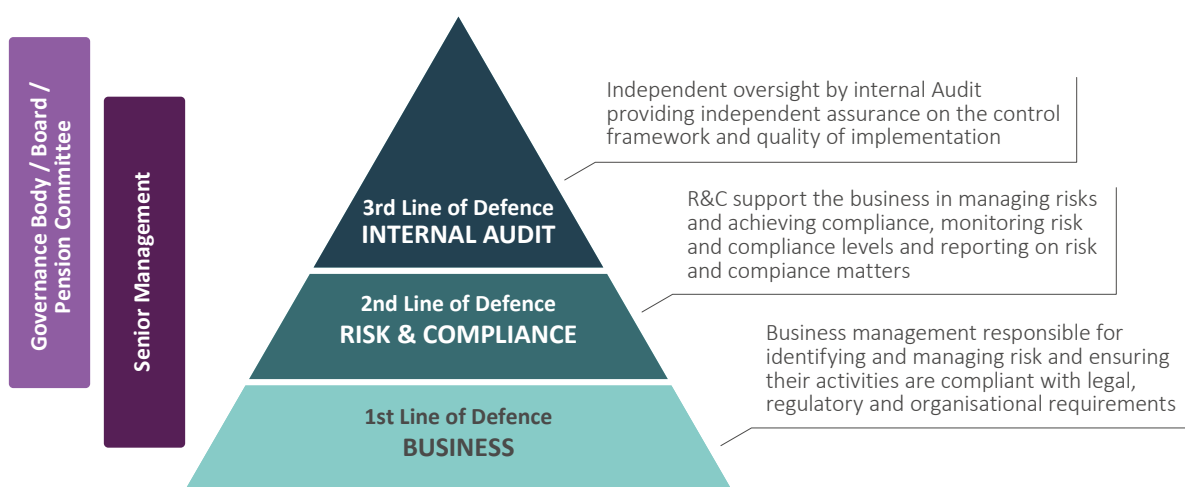 Governance Body / Board /
Pension Committee
Senior Management
3rd Line of Defence
INTERNAL AUDIT
Independent oversight by internal Audit
providing independent assurance on the control
framework and quality of implementation
2nd Line of Defence
RISK & COMPLIANCE
R&C support the business in managing risks
and achieving compliance, monitoring risk
and compliance levels and reporting on risk
and compiance matters
1st Line of Defence
BUSINESS
Business management responsible for
identifying and managing risk and ensuring
their activities are compliant with legal,
regulatory and organisational requirements